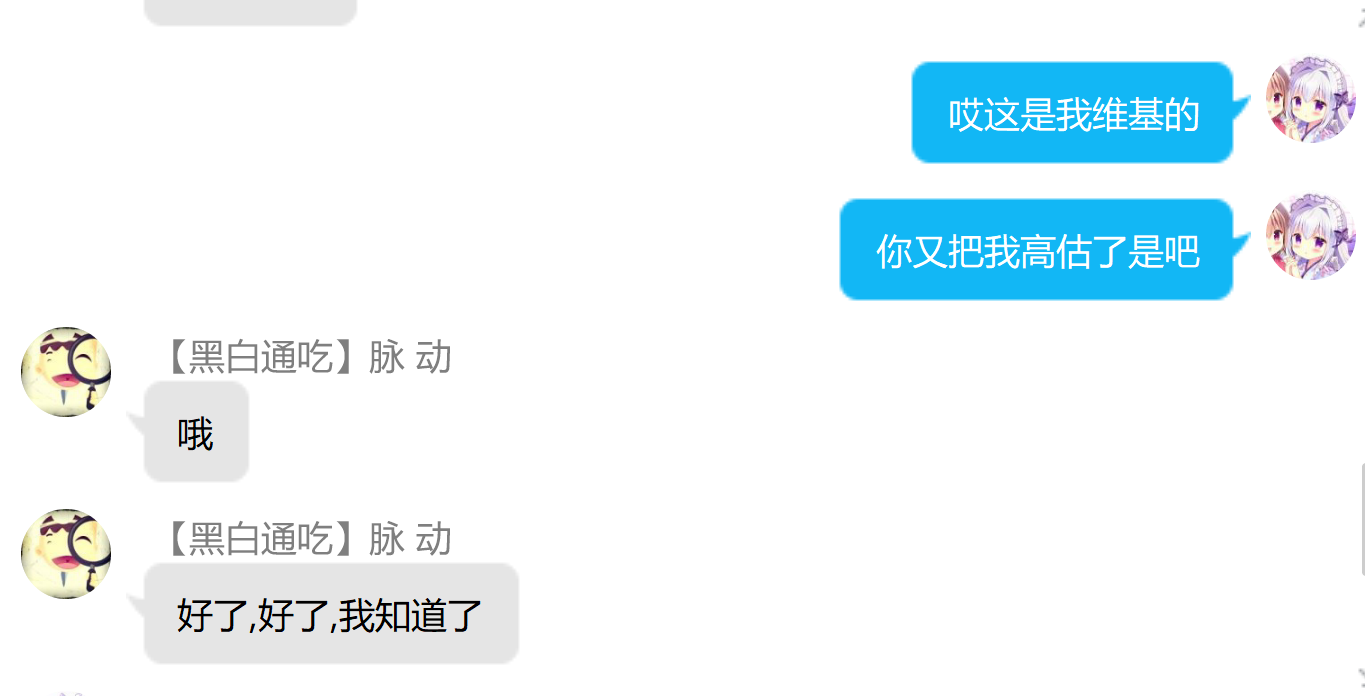 哎这是我维基的
你又把我高估了是吧
【黑白通吃】脉 动
哦
【黑白通吃】脉 动
好了,好了,我知道了